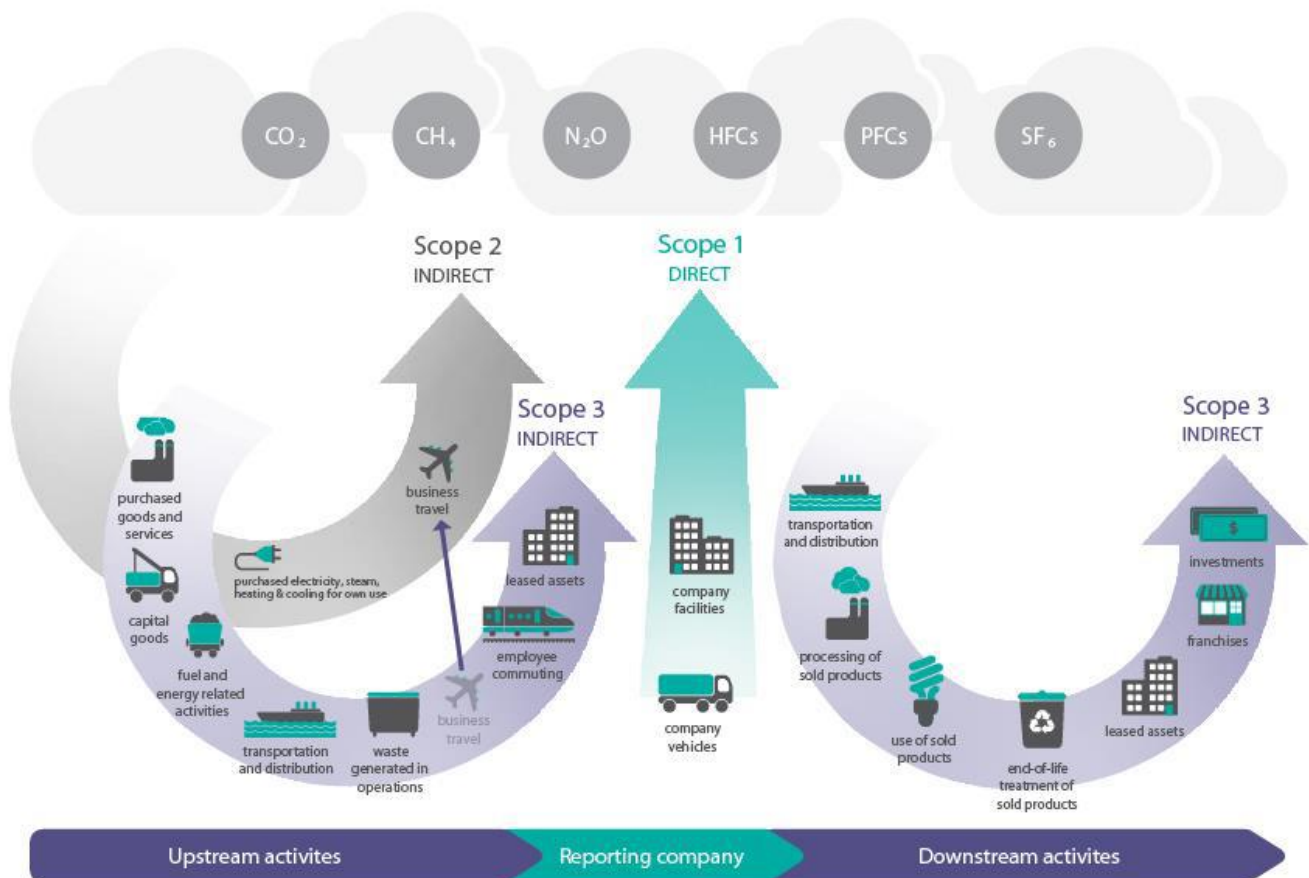 CO₂
CH₄
N₂O
HFCs
PFCs
SF₆
Scope 2
INDIRECT
Scope 1
DIRECT
Scope 3
INDIRECT
Scope 3
INDIRECT
purchased
goods and
services
capital
goods
fuel and
energy related
activities
purchased electricity, steam,
heating & cooling for own use
business
travel
transportation
and distribution
waste
generated in
operations
business
travel
employee
commuting
leased assets
company
facilities
company
vehicles
transportation
and distribution
processing of
sold products
use of sold
products
end-of-life
treatment of
sold products
leased assets
franchises
investments
$
Upstream activites
Reporting company
Downstream activites